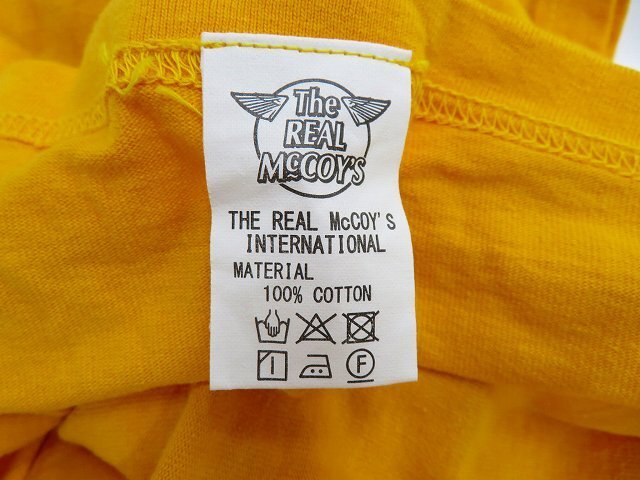 The
REAL
McCOY'S
THE REAL McCOY'S
INTERNATIONAL
MATERIAL
100% COTTON
F